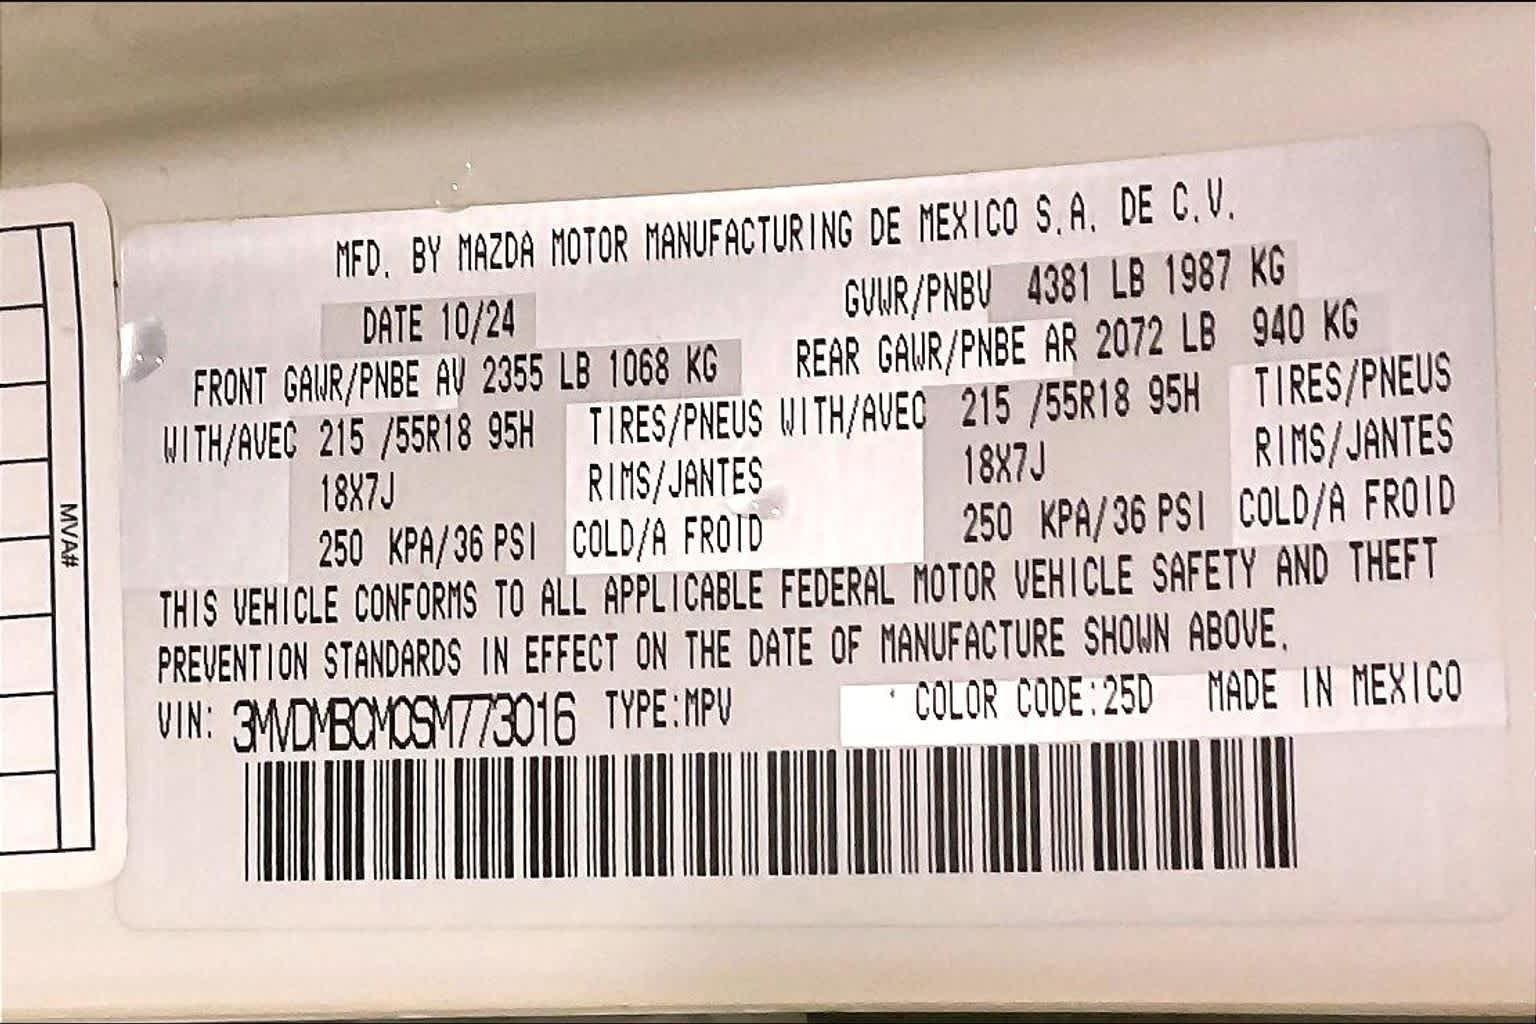 MFD. BY MAZDA MOTOR MANUFACTURING DE MEXICO S.A. DE C.V.
DATE 10/24 GVWR/PNBV 4381 LB 1987 KG
FRONT GAWR/PNBE AV 2355 LB 1068 KG REAR GAWR/PNBE AR 2072 LB 940 KG
WITH/AVEC 215 /55R18 95H TIRES/PNEUS WITH/AVEC 215 /55R18 95H TIRES/PNEUS
18X7J RIMS/JANTES 18X7J RIMS/JANTES
250 KPA/36 PSI COLD/A FROID 250 KPA/36 PSI COLD/A FROID
THIS VEHICLE CONFORMS TO ALL APPLICABLE FEDERAL MOTOR VEHICLE SAFETY AND THEFT
PREVENTION STANDARDS IN EFFECT ON THE DATE OF MANUFACTURE SHOWN ABOVE.
VIN: 3MVDMBCM0SM773016 TYPE:MPV COLOR CODE:25D MADE IN MEXICO
MVA#